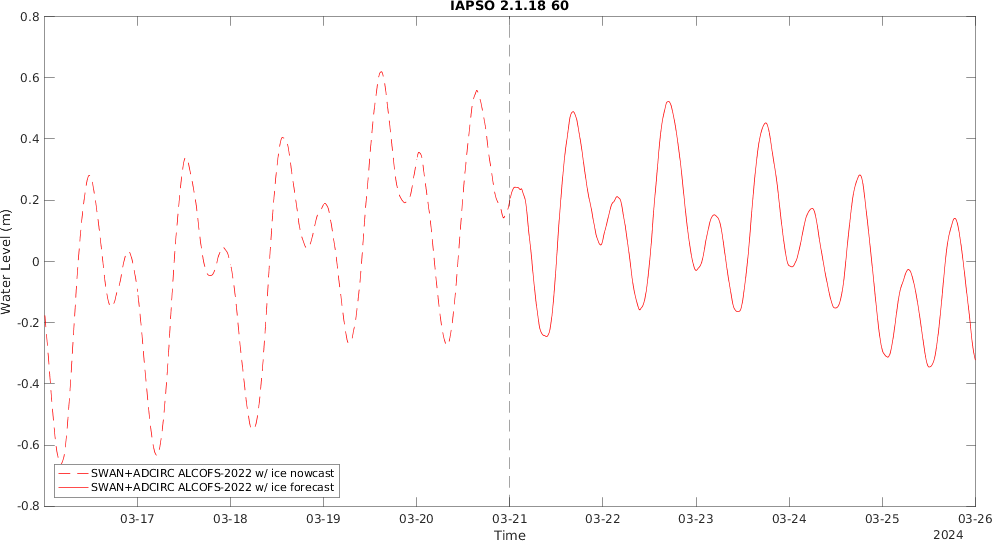 IAPSO 2.1.18 60
0.8
0.6
0.4
0.2
0
-0.2
-0.4
-0.6
-0.8
Water Level (m)
SWAN+ADCIRC ALCOFS-2022 w/ ice nowcast
SWAN+ADCIRC ALCOFS-2022 w/ ice forecast
03-17 03-18 03-19 03-20 03-21 03-22 03-23 03-24 03-25 03-26
Time
2024